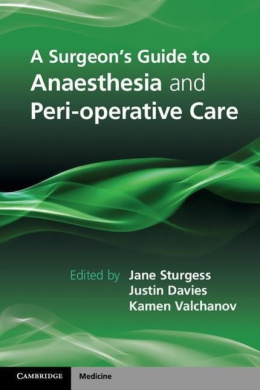 A Surgeon's Guide to
Anaesthesia and
Peri-operative Care
Edited by Jane Sturgess
Justin Davies
Kamen Valchanov
CAMBRIDGE Medicine